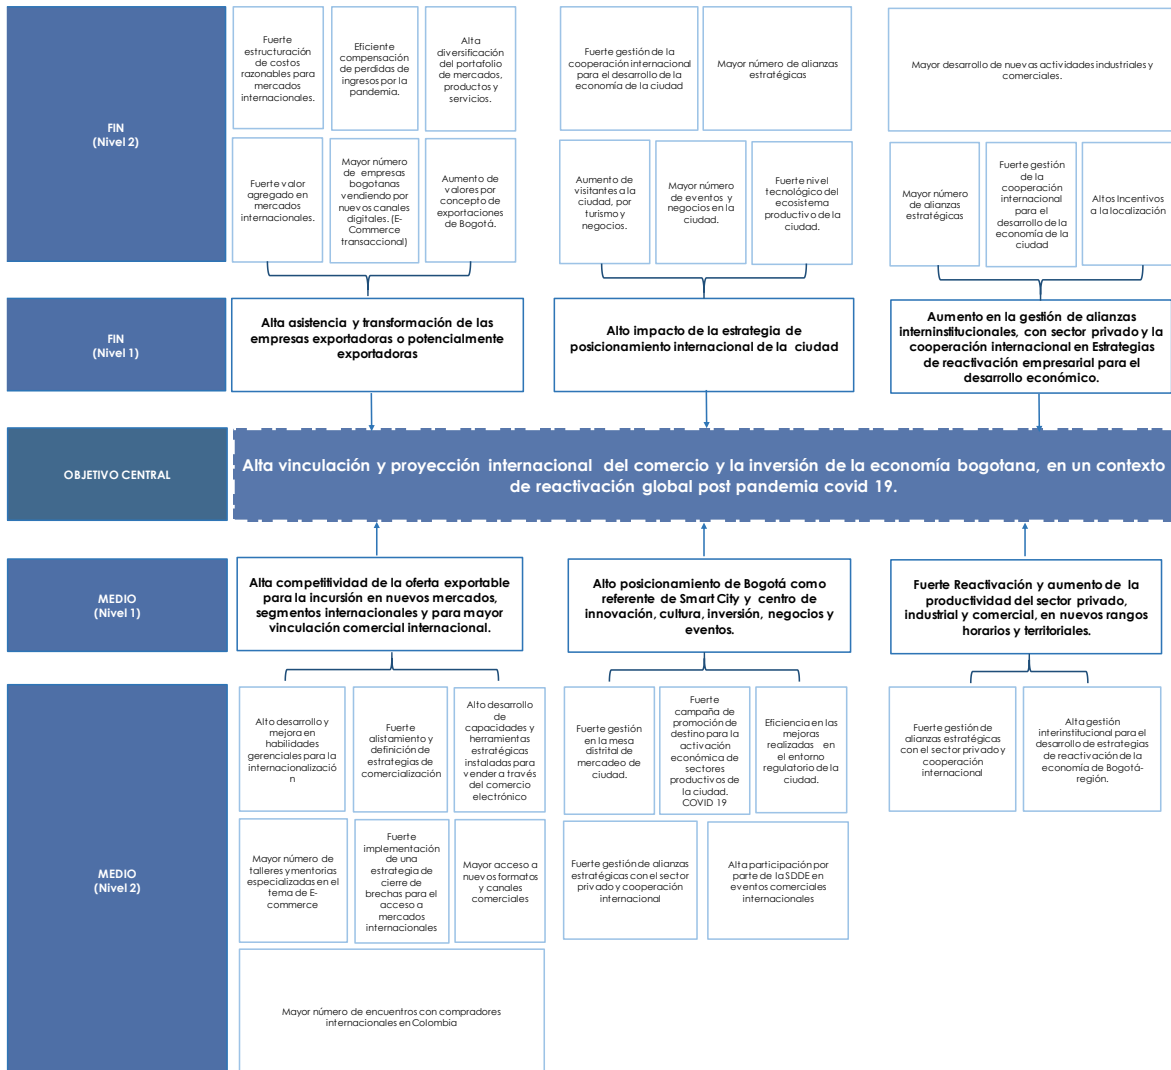 Fuerte
estructuración
de costos
razonables para
mercados
internacionales.
Eficiente
compensación
de perdidas de
ingresos por la
pandemia.
Alta
diversificación
del portafolio
de mercados,
productos y
servicios.
Fuerte gestión de la
cooperación internacional
para el desarrollo de la
economía de la ciudad
Mayor número de alianzas
estratégicas
Mayor desarrollo de nuevas actividades industriales y
comerciales.
FIN
(Nivel 2)
Fuerte valor
agregado en
mercados
internacionales.
Mayor número
de empresas
bogotanas
vendiendo por
nuevos canales
digitales. (E-
Commerce
transaccional)
Aumento de
valores por
concepto de
exportaciones
de Bogotá.
Aumento de
visitantes a la
ciudad, por
turismo y
negocios.
Mayor número
de eventos y
negocios en la
ciudad.
Fuerte nivel
tecnológico del
ecosistema
productivo de la
ciudad.
Mayor número
de alianzas
estratégicas
Fuerte gestión
de la
cooperación
internacional
para el
desarrollo de la
economía de la
ciudad
Altos Incentivos
a la localización
FIN
(Nivel 1)
Alta asistencia y transformación de las
empresas exportadoras o potencialmente
exportadoras
Alto impacto de la estrategia de
posicionamiento internacional de la ciudad
Aumento en la gestión de alianzas
interinstitucionales, con sector privado y la
cooperación internacional en Estrategias
de reactivación empresarial para el
desarrollo económico.
OBJETIVO CENTRAL
Alta vinculación y proyección internacional del comercio y la inversión de la economía bogotana, en un contexto
de reactivación global post pandemia covid 19.
MEDIO
(Nivel 1)
Alta competitividad de la oferta exportable
para la incursión en nuevos mercados,
segmentos internacionales y para mayor
vinculación comercial internacional.
Alto posicionamiento de Bogotá como
referente de Smart City y centro de
innovación, cultura, inversión, negocios y
eventos.
Fuerte Reactivación y aumento de la
productividad del sector privado,
industrial y comercial, en nuevos rangos
horarios y territoriales.
Alto desarrollo y
mejora en
habilidades
gerenciales para la
internacionalizació
n
Fuerte
alistamiento y
definición de
estrategias de
comercialización
Alto desarrollo
de
capacidades y
herramientas
estratégicas
instaladas para
vender a través
del comercio
electrónico
Fuerte gestión
en la mesa
distrital de
mercadeo de
ciudad.
Fuerte
campaña de
promoción de
destino para la
activación
económica de
sectores
productivos de
la ciudad.
COVID 19
Eficiencia en las
mejoras
realizadas en
el entorno
regulatorio de la
ciudad.
Fuerte gestión de
alianzas estratégicas
con el sector privado y
cooperación
internacional
Alta gestión
interinstitucional para el
desarrollo de estrategias
de reactivación de la
economía de Bogotá-
región.
MEDIO
(Nivel 2)
Mayor número de
talleres y mentorias
especializadas en el
tema de E-
commerce
Fuerte
implementación
de una
estrategia de
cierre de
brechas para el
acceso a
mercados
internacionales
Mayor acceso a
nuevos formatos
y canales
comerciales
Fuerte gestión de alianzas
estratégicas con el sector
privado y cooperación
internacional
Alta participación por
parte de la SDDE en
eventos comerciales
internacionales
Mayor número de encuentros con compradores
internacionales en Colombia